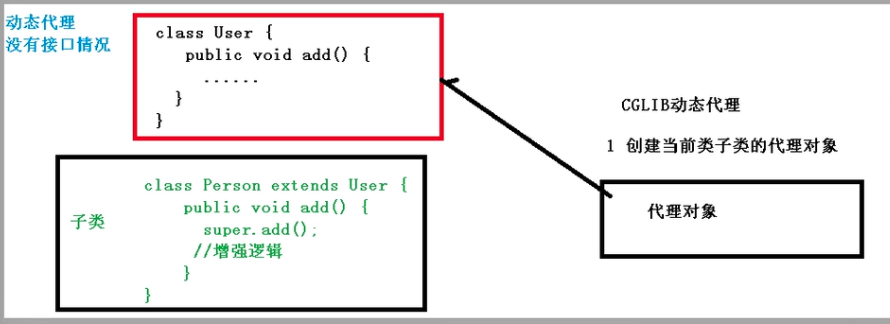 动态代理
没有接口情况
class User {
public void add() {
......
}
}
子类
class Person extends User {
public void add() {
super.add();
//增强逻辑
}
}
CGLIB动态代理
1 创建当前类子类的代理对象
代理对象